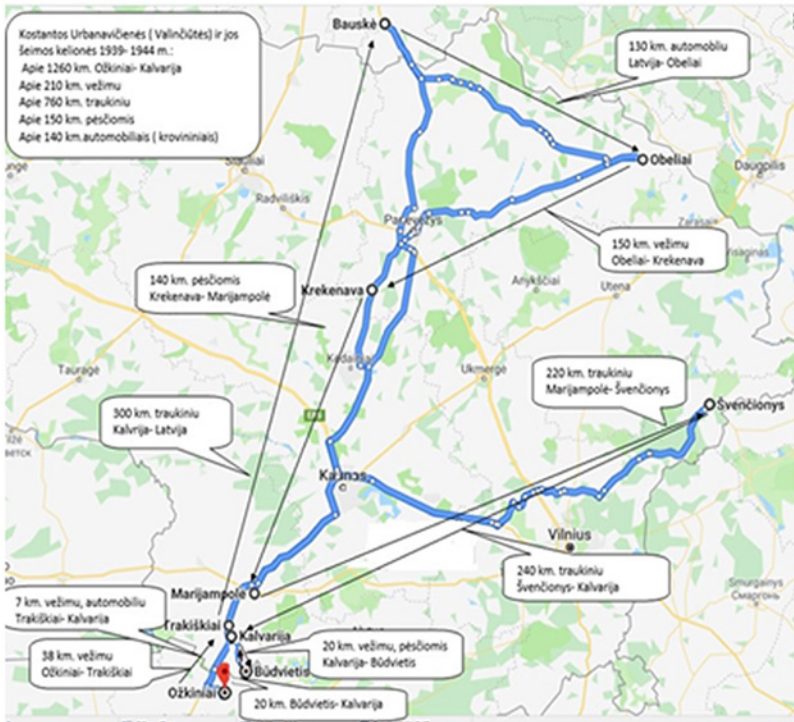 Kostantos Urbanavičienės ( Valinčiūtės) ir jos
šeimos kelionės 1939- 1944 m.:
Apie 1260 km. Ožkiniai- Kalvarija
Apie 210 km. vežimu
Apie 760 km. traukiniu
Apie 150 km. pėsčiomis
Apie 140 km.automobiliais ( krovininiais)
Bauskė
130 km. automobliu
Latvija- Obeliai
Šiauliai
Radviliškis
Obeliai
Daugpilis
Zarasai
Visaginas
150 km. vežimu
Obeliai- Krekenava
140 km. pėsčiomis
Krekenava- Marijampolė
Krekenava
Anykščiai
Utena
Tauragė
Ukmergė
220 km. traukiniu
Marijampolė- Švenčionys
Švenčionys
300 km. traukiniu
Kalvrija- Latvija
Kaunas
Vilnius
240 km. traukiniu
Švenčionys- Kalvarija
Smurgainys
Смаргонь
Marijampolė
7 km. vežimu, automobiliu
Trakiškiai- Kalvarija
Trakiškiai
Kalvarija
38 km. vežimu
Ožkiniai- Trakiškiai
20 km. vežimu, pėsčiomis
Kalvarija- Būdvietis
Būdvietis
Ožkiniai
20 km. Būdvietis- Kalvarija